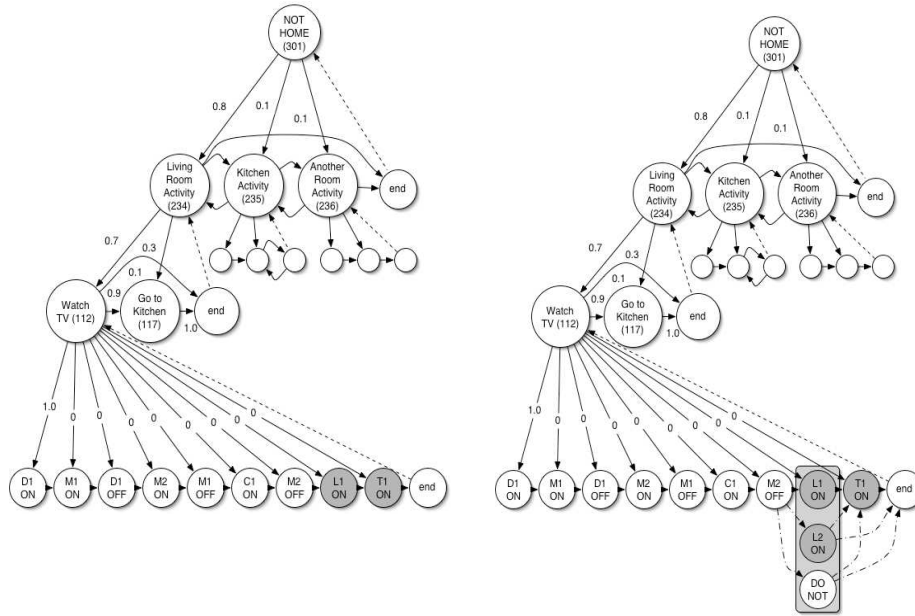 NOT
HOME
(301)
0.8
0.1
0.1
Living
Room
Activity
(234)
Kitchen
Activity
(235)
Another
Room
Activity
(236)
end
0.7
0.3
0.1
0.9
1.0
Watch
TV (112)
Go to
Kitchen
(117)
end
1.0
0
0
0
0
0
0
0
0
D1
ON
M1
ON
D1
OFF
M2
ON
M1
OFF
C1
ON
M2
OFF
L1
ON
T1
ON
end
NOT
HOME
(301)
0.8
0.1
0.1
Living
Room
Activity
(234)
Kitchen
Activity
(235)
Another
Room
Activity
(236)
end
0.7
0.3
0.1
0.9
1.0
Watch
TV (112)
Go to
Kitchen
(117)
end
1.0
0
0
0
0
0
0
0
0
D1
ON
M1
ON
D1
OFF
M2
ON
M1
OFF
C1
ON
M2
OFF
L1
ON
T1
ON
end
L2
ON
DO
NOT